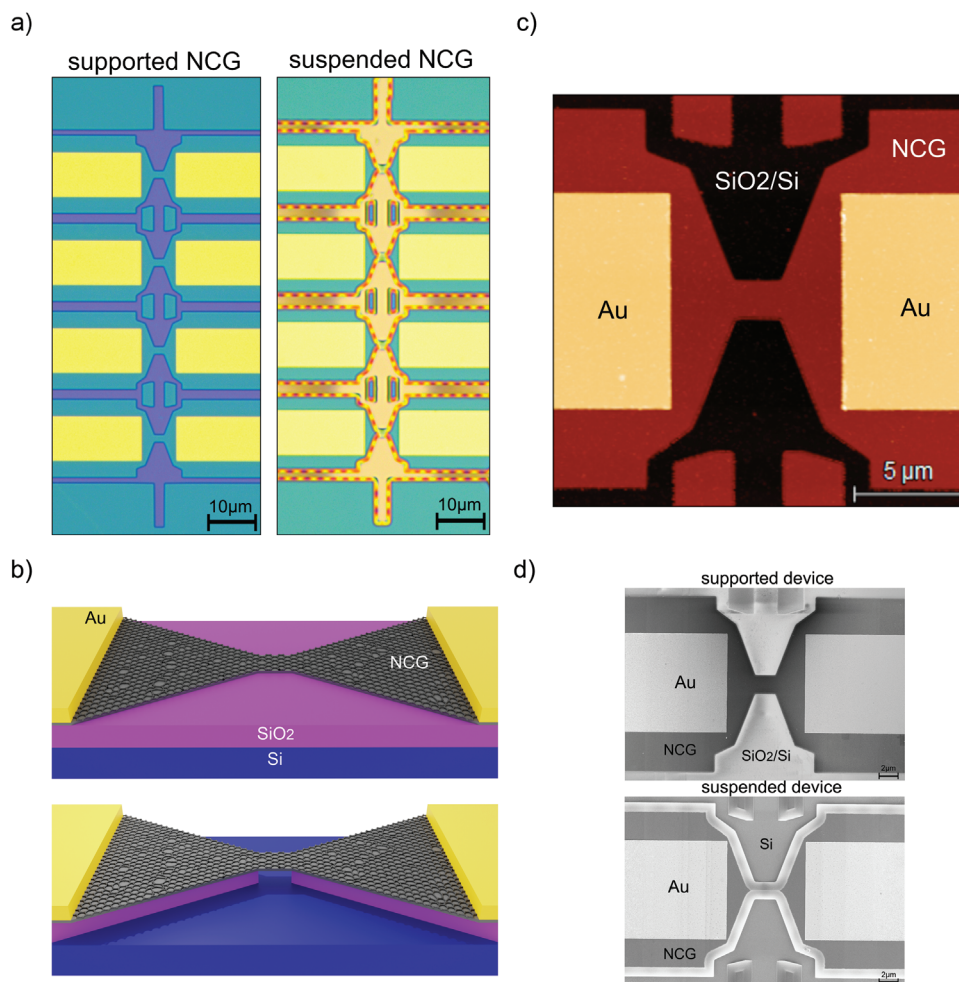 a)
supported NCG
suspended NCG
10µm
10µm
b)
Au
NCG
SiO2
Si
c)
NCG
SiO2/Si
Au
Au
5 µm
d)
supported device
Au
NCG
SiO2/Si
2µm
suspended device
Si
Au
NCG
2µm